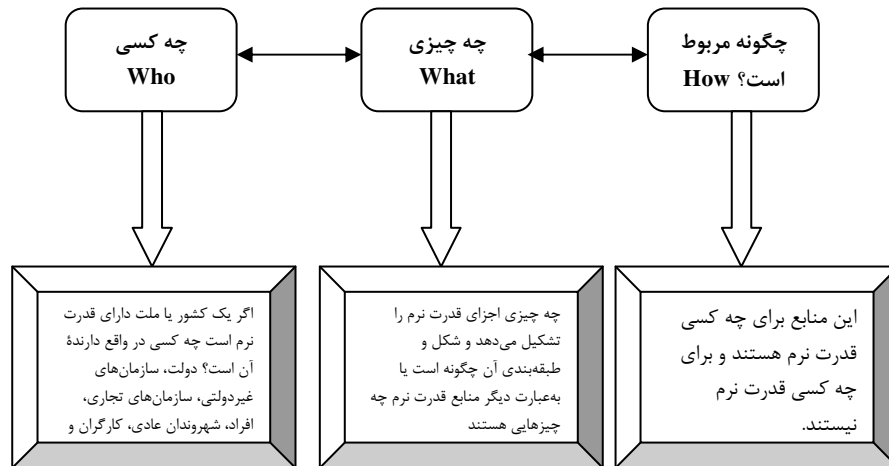 چگونه مربوط
است؟ How
چه چیزی
What
چه کسی
Who
این منابع برای چه کسی
قدرت نرم هستند و برای
چه کسی قدرت نرم
نیستند.
چه چیزی اجزای قدرت نرم را
تشکیل می‌دهد و شکل و
طبقه‌بندی آن چگونه است یا
به‌عبارت دیگر منابع قدرت نرم چه
چیزهایی هستند
اگر یک کشور یا ملت دارای قدرت
نرم است چه کسی در واقع دارندهٔ
آن است؟ دولت، سازمان‌های
غیردولتی، سازمان‌های تجاری،
افراد، شهروندان عادی، کارگران و